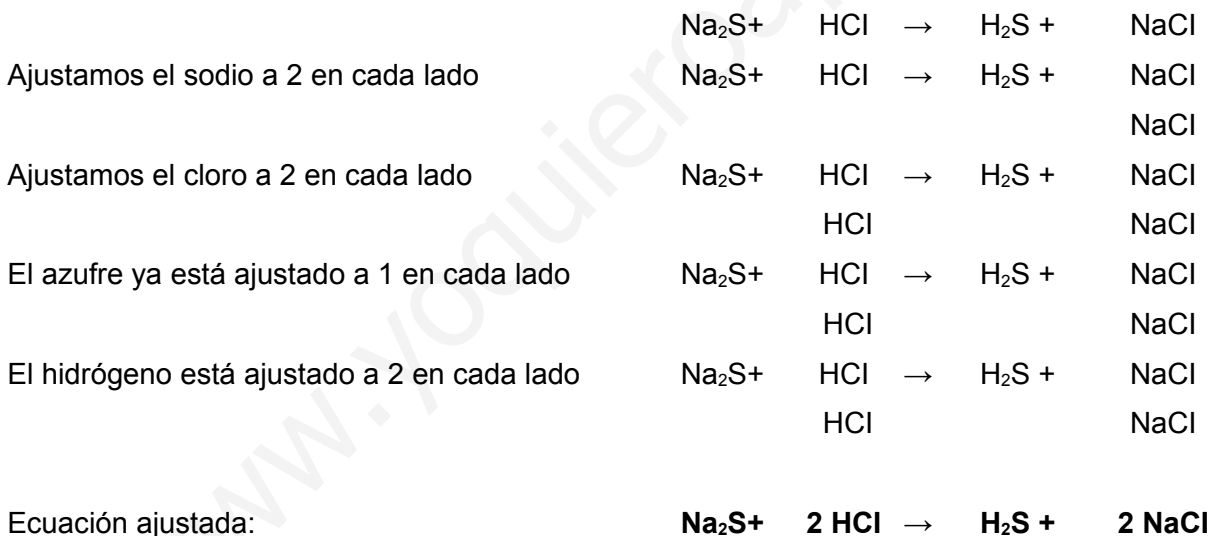 Na₂S+ HCl → H₂S + NaCl
Ajustamos el sodio a 2 en cada lado Na₂S+ HCl → H₂S + NaCl
NaCl
Ajustamos el cloro a 2 en cada lado Na₂S+ HCl → H₂S + NaCl
HCl NaCl
El azufre ya está ajustado a 1 en cada lado Na₂S+ HCl → H₂S + NaCl
HCl NaCl
El hidrógeno está ajustado a 2 en cada lado Na₂S+ HCl → H₂S + NaCl
HCl NaCl
Ecuación ajustada: Na₂S+ 2 HCl → H₂S + 2 NaCl